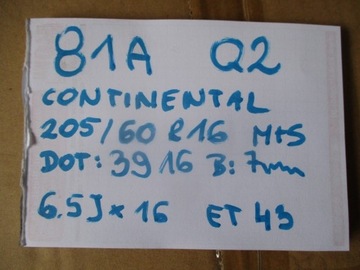 81A Q2
CONTINENTAL
205/60 R16 M+S
DOT: 3916 B: 7mm
6.5J x 16 ET 43